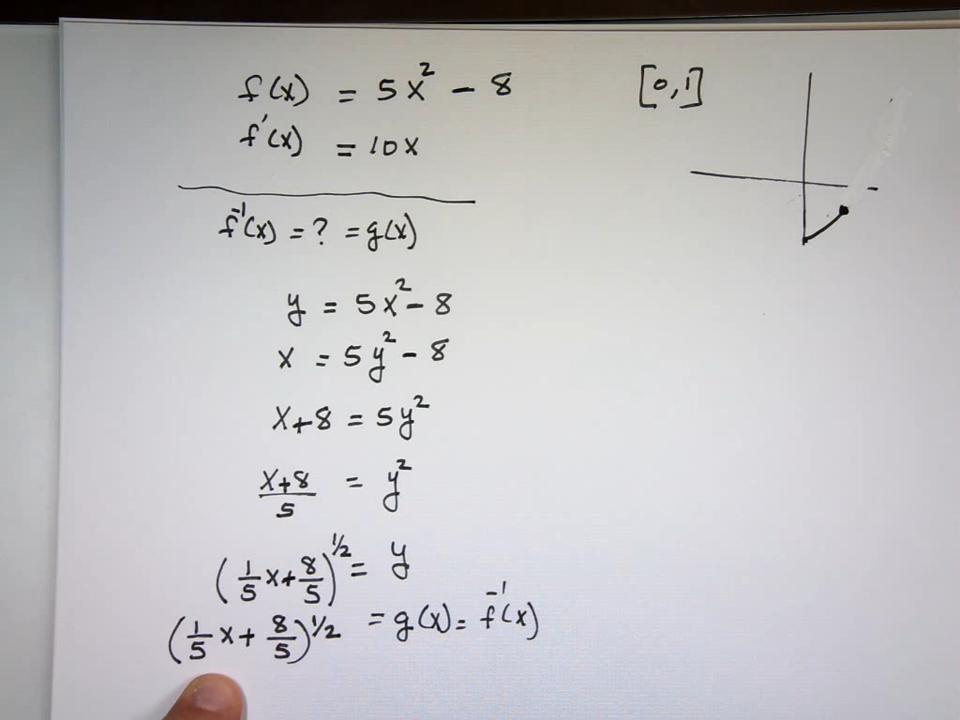 f(x) = 5x² - 8 [0,1]
f'(x) = 10x
f⁻¹(x) = ? = g(x)
y = 5x² - 8
x = 5y² - 8
x+8 = 5y²
x+8/5 = y²
(1/5 x + 8/5)^1/2 = y
(1/5 x + 8/5)^1/2 = g(x) = f⁻¹(x)